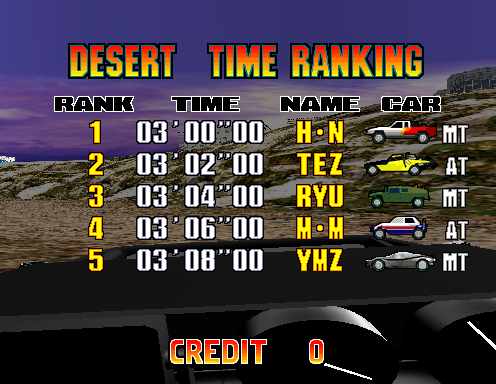 DESERT TIME RANKING
RANK TIME NAME CAR
1 03'00"00 H·N MT
2 03'02"00 TEZ AT
3 03'04"00 RYU MT
4 03'06"00 M·M AT
5 03'08"00 YMZ MT
CREDIT 0